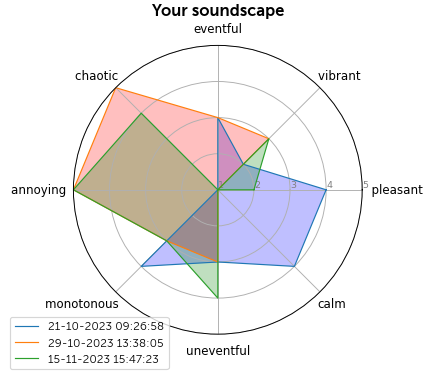 Your soundscape
eventful
chaotic
vibrant
annoying
2 3 4 5
pleasant
monotonous
calm
uneventful
21-10-2023 09:26:58
29-10-2023 13:38:05
15-11-2023 15:47:23